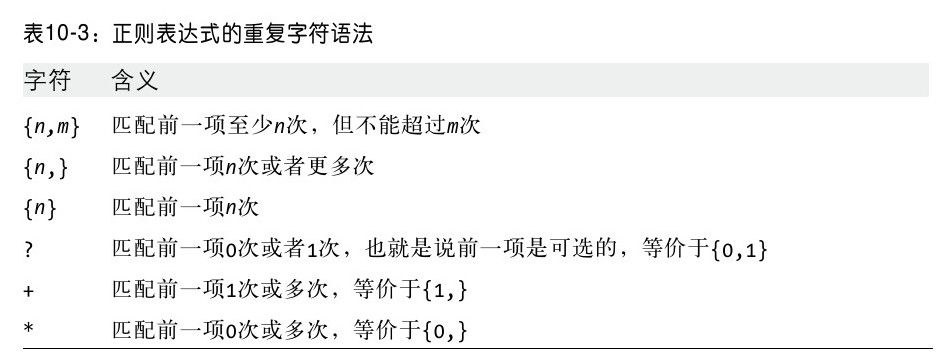 表10-3：正则表达式的重复字符语法
字符 含义
{n,m} 匹配前一项至少n次，但不能超过m次
{n,} 匹配前一项n次或者更多次
{n} 匹配前一项n次
? 匹配前一项0次或者1次，也就是说前一项是可选的，等价于{0,1}
+ 匹配前一项1次或多次，等价于{1,}
* 匹配前一项0次或多次，等价于{0,}